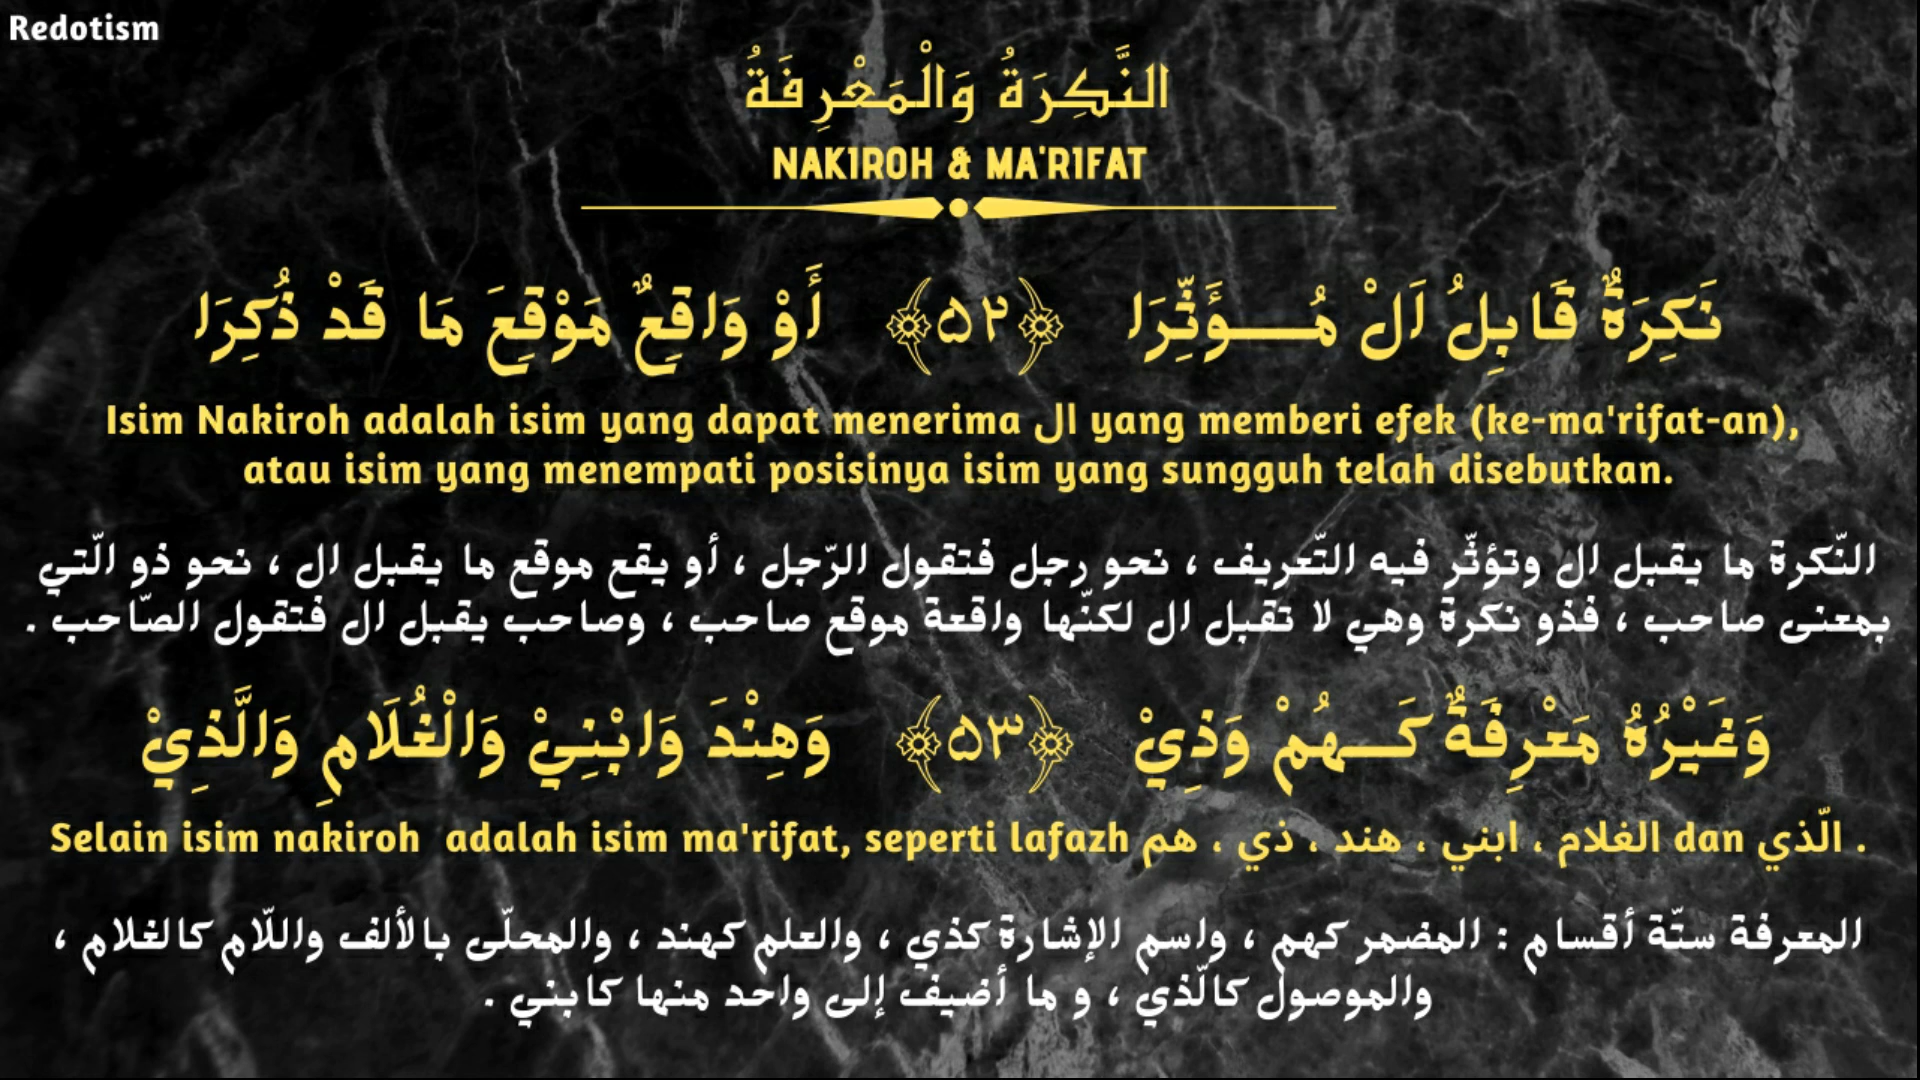 Redotism
النَّكِرَةُ وَالْمَعْرِفَةُ
NAKIROH & MA'RIFAT
نَكِرَةٌ قَابِلُ اَلْ مُـــؤَثِّرَا ﴿٥٢﴾ أَوْ وَاقِعٌ مَوْقِعَ مَا قَدْ ذُكِرَا
Isim Nakiroh adalah isim yang dapat menerima ال yang memberi efek (ke-ma'rifat-an),
atau isim yang menempati posisinya isim yang sungguh telah disebutkan.
النّكرة ما يقبل ال وتؤثّر فيه التّعريف ، نحو رجل فتقول الرّجل ، أو يقع موقع ما يقبل ال ، نحو ذو الّتي
بمعنى صاحب ، فذو نكرة وهي لا تقبل ال لكنّها واقعة موقع صاحب ، وصاحب يقبل ال فتقول الصّاحب .
وَغَيْرُهُ مَعْرِفَةٌ كَـــهُمْ وَذِيْ ﴿٥٣﴾ وَهِنْدَ وَابْنِيْ وَالْغُلَامِ وَالَّذِيْ
Selain isim nakiroh adalah isim ma'rifat, seperti lafazh هم ، ذي ، هند ، ابني ، الغلام dan الّذي .
المعرفة ستّة أقسام : المضمر كهم ، واسم الإشارة كذي ، والعلم كهند ، والمحلّى بالألف واللّام كالغلام ،
والموصول كالّذي ، و ما أضيف إلى واحد منها كابني .